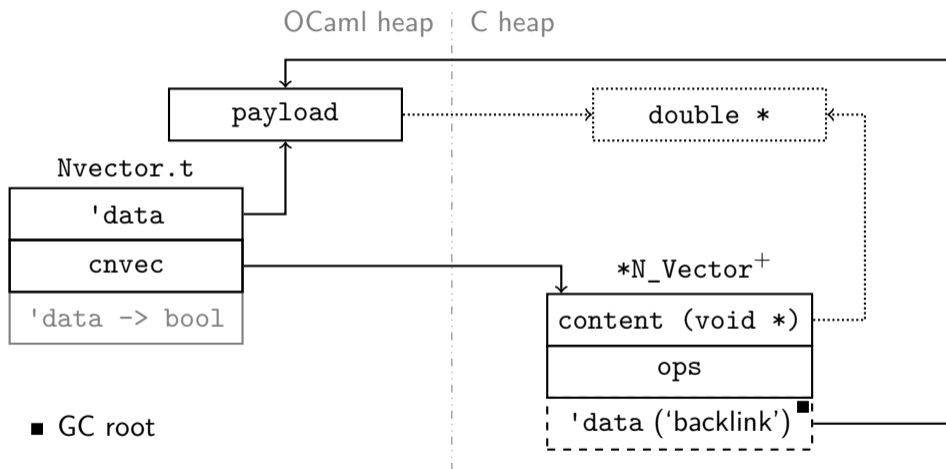 OCaml heap
C heap
payload
double *
Nvector.t
'data
cnvec
'data -> bool
*N_Vector+
content (void *)
ops
'data (‘backlink’)
GC root